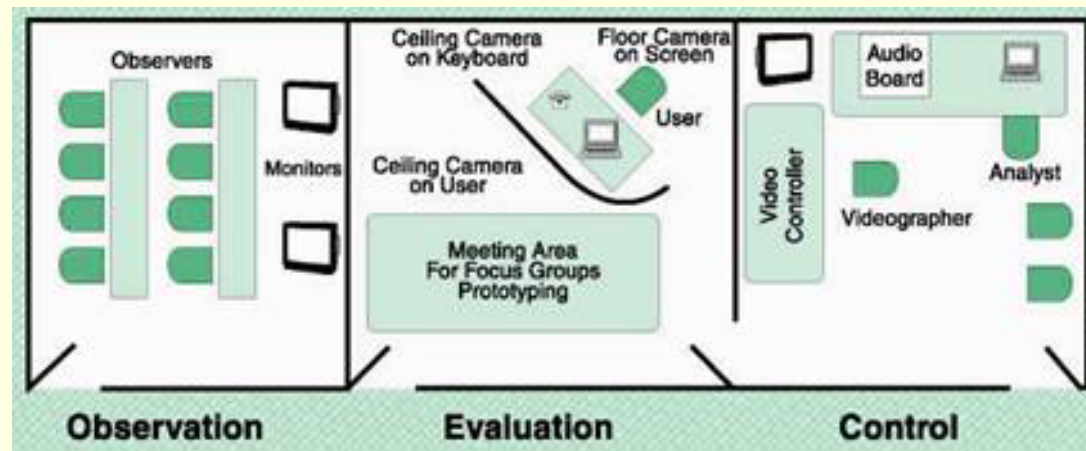 Observers
Monitors
Ceiling Camera
on Keyboard
Floor Camera
on Screen
User
Ceiling Camera
on User
Meeting Area
For Focus Groups
Prototyping
Audio
Board
Video
Controller
Videographer
Analyst
Observation
Evaluation
Control